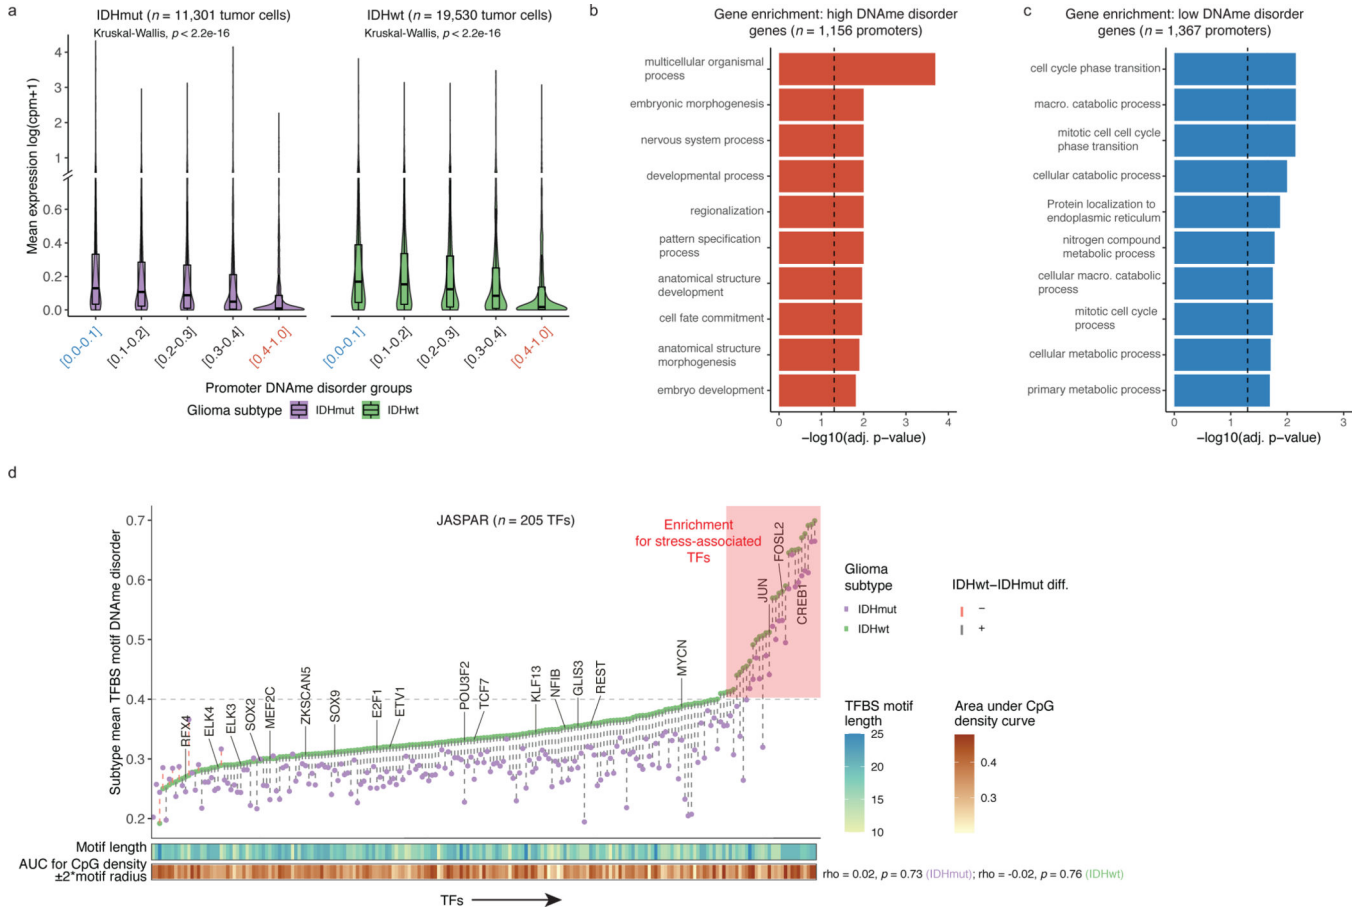 a
IDHmut (n = 11,301 tumor cells)
Kruskal-Wallis, p < 2.2e-16
IDHwt (n = 19,530 tumor cells)
Kruskal-Wallis, p < 2.2e-16
Mean expression log(cpm+1)
4
3
2
1
0.6
0.4
0.2
0.0
[0.0-0.1]
[0.1-0.2]
[0.2-0.3]
[0.3-0.4]
[0.4-1.0]
[0.0-0.1]
[0.1-0.2]
[0.2-0.3]
[0.3-0.4]
[0.4-1.0]
Promoter DNAme disorder groups
Glioma subtype IDHmut IDHwt
b
Gene enrichment: high DNAme disorder
genes (n = 1,156 promoters)
multicellular organismal
process
embryonic morphogenesis
nervous system process
developmental process
regionalization
pattern specification
process
anatomical structure
development
cell fate commitment
anatomical structure
morphogenesis
embryo development
0 1 2 3 4
−log10(adj. p−value)
c
Gene enrichment: low DNAme disorder
genes (n = 1,367 promoters)
cell cycle phase transition
macro. catabolic process
mitotic cell cell cycle
phase transition
cellular catabolic process
Protein localization to
endoplasmic reticulum
nitrogen compound
metabolic process
cellular macro. catabolic
process
mitotic cell cycle
process
cellular metabolic process
primary metabolic process
0 1 2 3
−log10(adj. p−value)
d
JASPAR (n = 205 TFs)
Enrichment
for stress-associated
TFs
Subtype mean TFBS motif DNAme disorder
0.7
0.6
0.5
0.4
0.3
0.2
RFX4
ELK4
ELK3
SOX2
MEF2C
ZKSCAN5
SOX9
E2F1
ETV1
POU3F2
TCF7
KLF13
NFIB
GLIS3
REST
MYCN
JUN
FOSL2
CREB1
Glioma
subtype
IDHmut
IDHwt
IDHwt−IDHmut diff.
−
+
TFBS motif
length
25
20
15
10
Area under CpG
density curve
0.4
0.3
Motif length
AUC for CpG density
±2*motif radius
rho = 0.02, p = 0.73 (IDHmut); rho = -0.02, p = 0.76 (IDHwt)
TFs